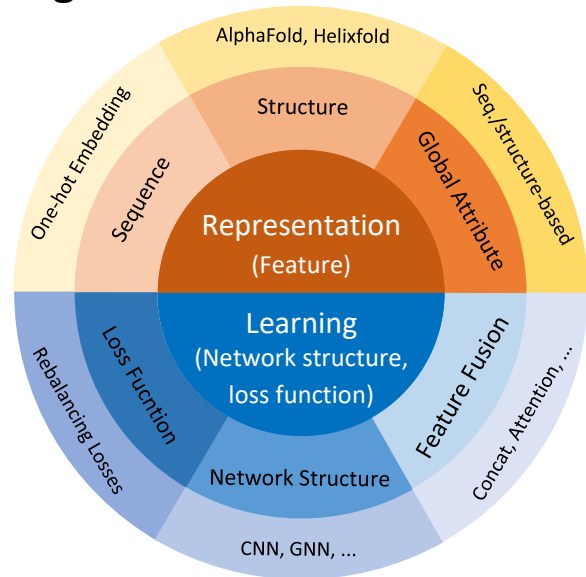 AlphaFold, Helixfold
One-hot Embedding
Seq./structure-based
Structure
Sequence
Global Attribute
Representation
(Feature)
Learning
(Network structure,
loss function)
Loss Fucntion
Feature Fusion
Network Structure
Rebalancing Losses
Concat, Attention, ...
CNN, GNN, ...